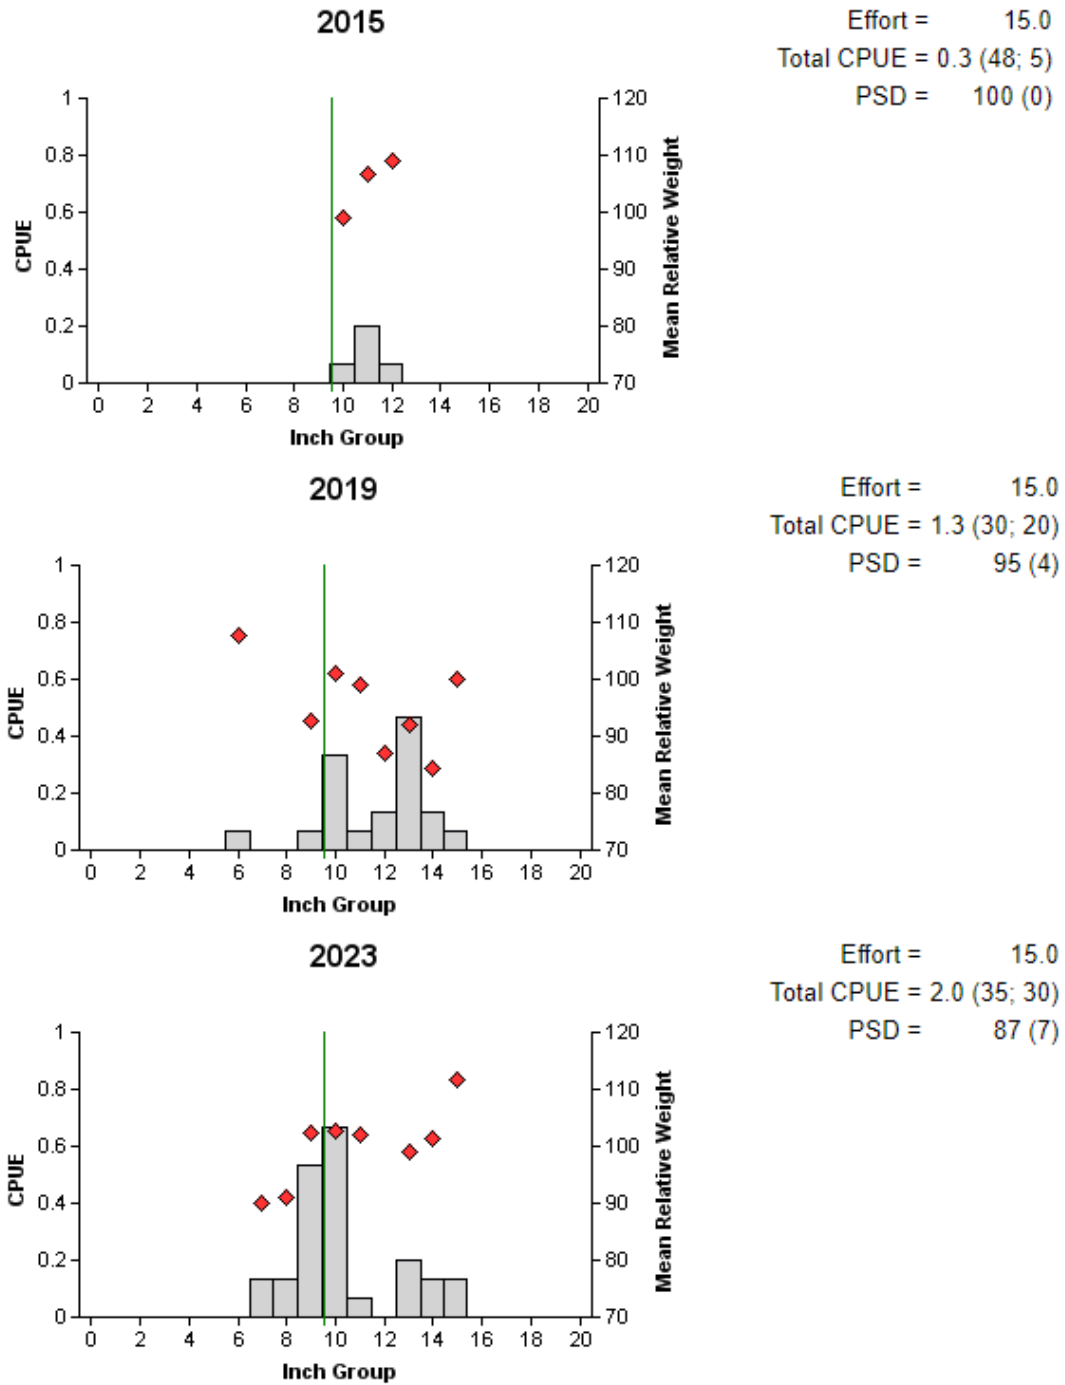 2015
Effort = 15.0
Total CPUE = 0.3 (48; 5)
PSD = 100 (0)
1
0.8
0.6
0.4
0.2
0
CPUE
120
110
100
90
80
70
Mean Relative Weight
0 2 4 6 8 10 12 14 16 18 20
Inch Group
2019
Effort = 15.0
Total CPUE = 1.3 (30; 20)
PSD = 95 (4)
1
0.8
0.6
0.4
0.2
0
CPUE
120
110
100
90
80
70
Mean Relative Weight
0 2 4 6 8 10 12 14 16 18 20
Inch Group
2023
Effort = 15.0
Total CPUE = 2.0 (35; 30)
PSD = 87 (7)
1
0.8
0.6
0.4
0.2
0
CPUE
120
110
100
90
80
70
Mean Relative Weight
0 2 4 6 8 10 12 14 16 18 20
Inch Group